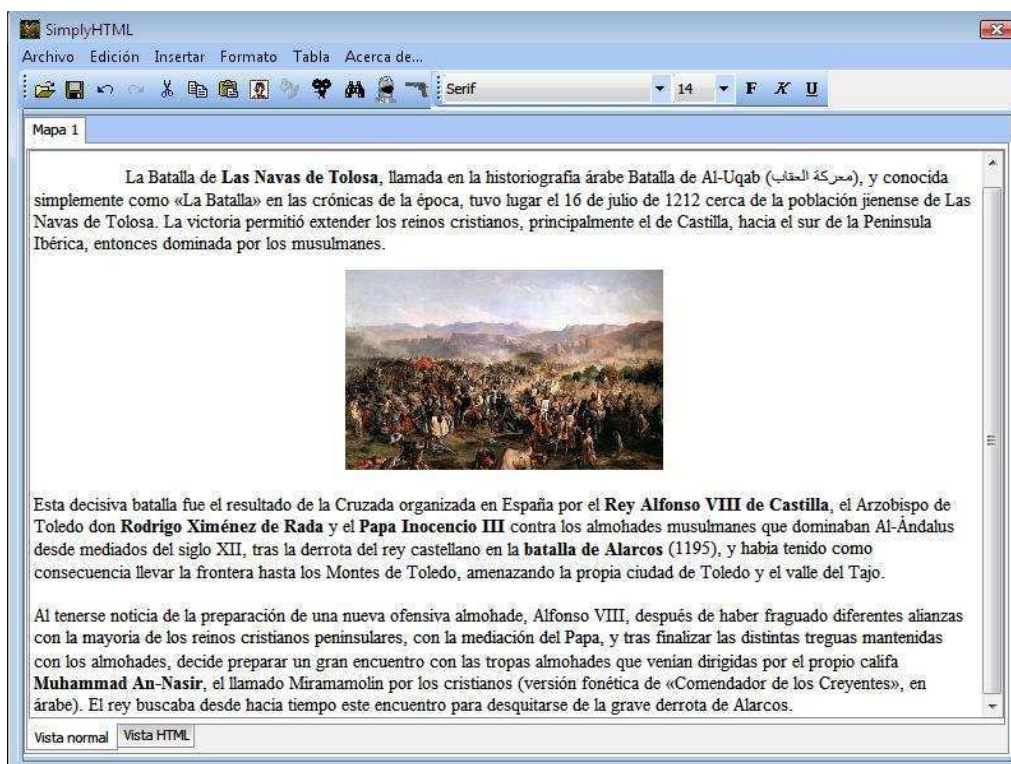 SimplyHTML
Archivo Edición Insertar Formato Tabla Acerca de...
Serif 14 F K U
Mapa 1
La Batalla de Las Navas de Tolosa, llamada en la historiografía árabe Batalla de Al-Uqab (معركة العقاب), y conocida
simplemente como «La Batalla» en las crónicas de la época, tuvo lugar el 16 de julio de 1212 cerca de la población jienense de Las
Navas de Tolosa. La victoria permitió extender los reinos cristianos, principalmente el de Castilla, hacia el sur de la Península
Ibérica, entonces dominada por los musulmanes.
Esta decisiva batalla fue el resultado de la Cruzada organizada en España por el Rey Alfonso VIII de Castilla, el Arzobispo de
Toledo don Rodrigo Ximénez de Rada y el Papa Inocencio III contra los almohades musulmanes que dominaban Al-Ándalus
desde mediados del siglo XII, tras la derrota del rey castellano en la batalla de Alarcos (1195), y había tenido como
consecuencia llevar la frontera hasta los Montes de Toledo, amenazando la propia ciudad de Toledo y el valle del Tajo.
Al tenerse noticia de la preparación de una nueva ofensiva almohade, Alfonso VIII, después de haber fraguado diferentes alianzas
con la mayoría de los reinos cristianos peninsulares, con la mediación del Papa, y tras finalizar las distintas treguas mantenidas
con los almohades, decide preparar un gran encuentro con las tropas almohades que venían dirigidas por el propio califa
Muhammad An-Nasir, el llamado Miramamolín por los cristianos (versión fonética de «Comendador de los Creyentes», en
árabe). El rey buscaba desde hacía tiempo este encuentro para desquitarse de la grave derrota de Alarcos.
Vista normal Vista HTML